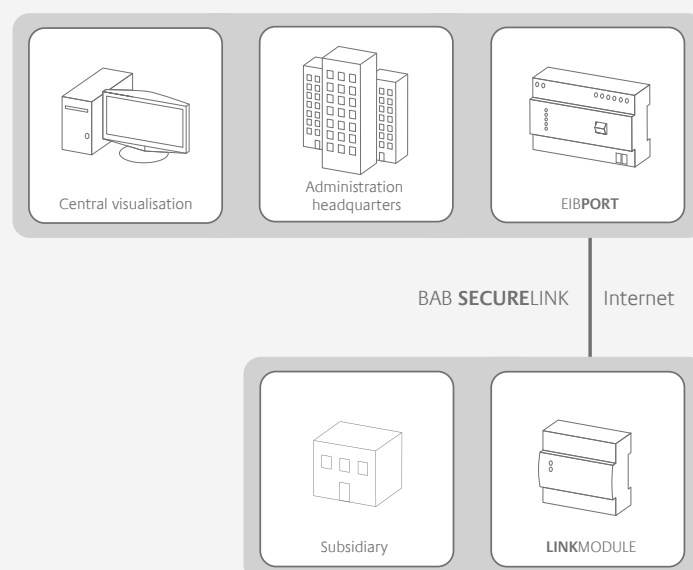 Central visualisation
Administration
headquarters
EIBPORT
BAB SECURELINK
Internet
Subsidiary
LINKMODULE